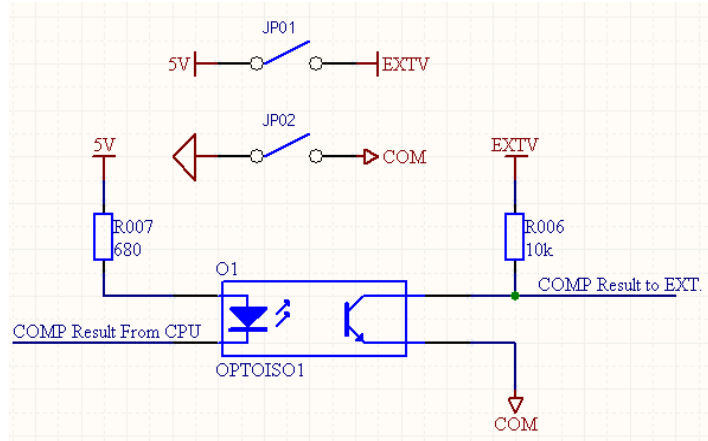 JP01
5V
EXTV
JP02
COM
5V
EXTV
R007
680
R006
10k
O1
COMP Result to EXT.
COMP Result From CPU
OPTOISO1
COM